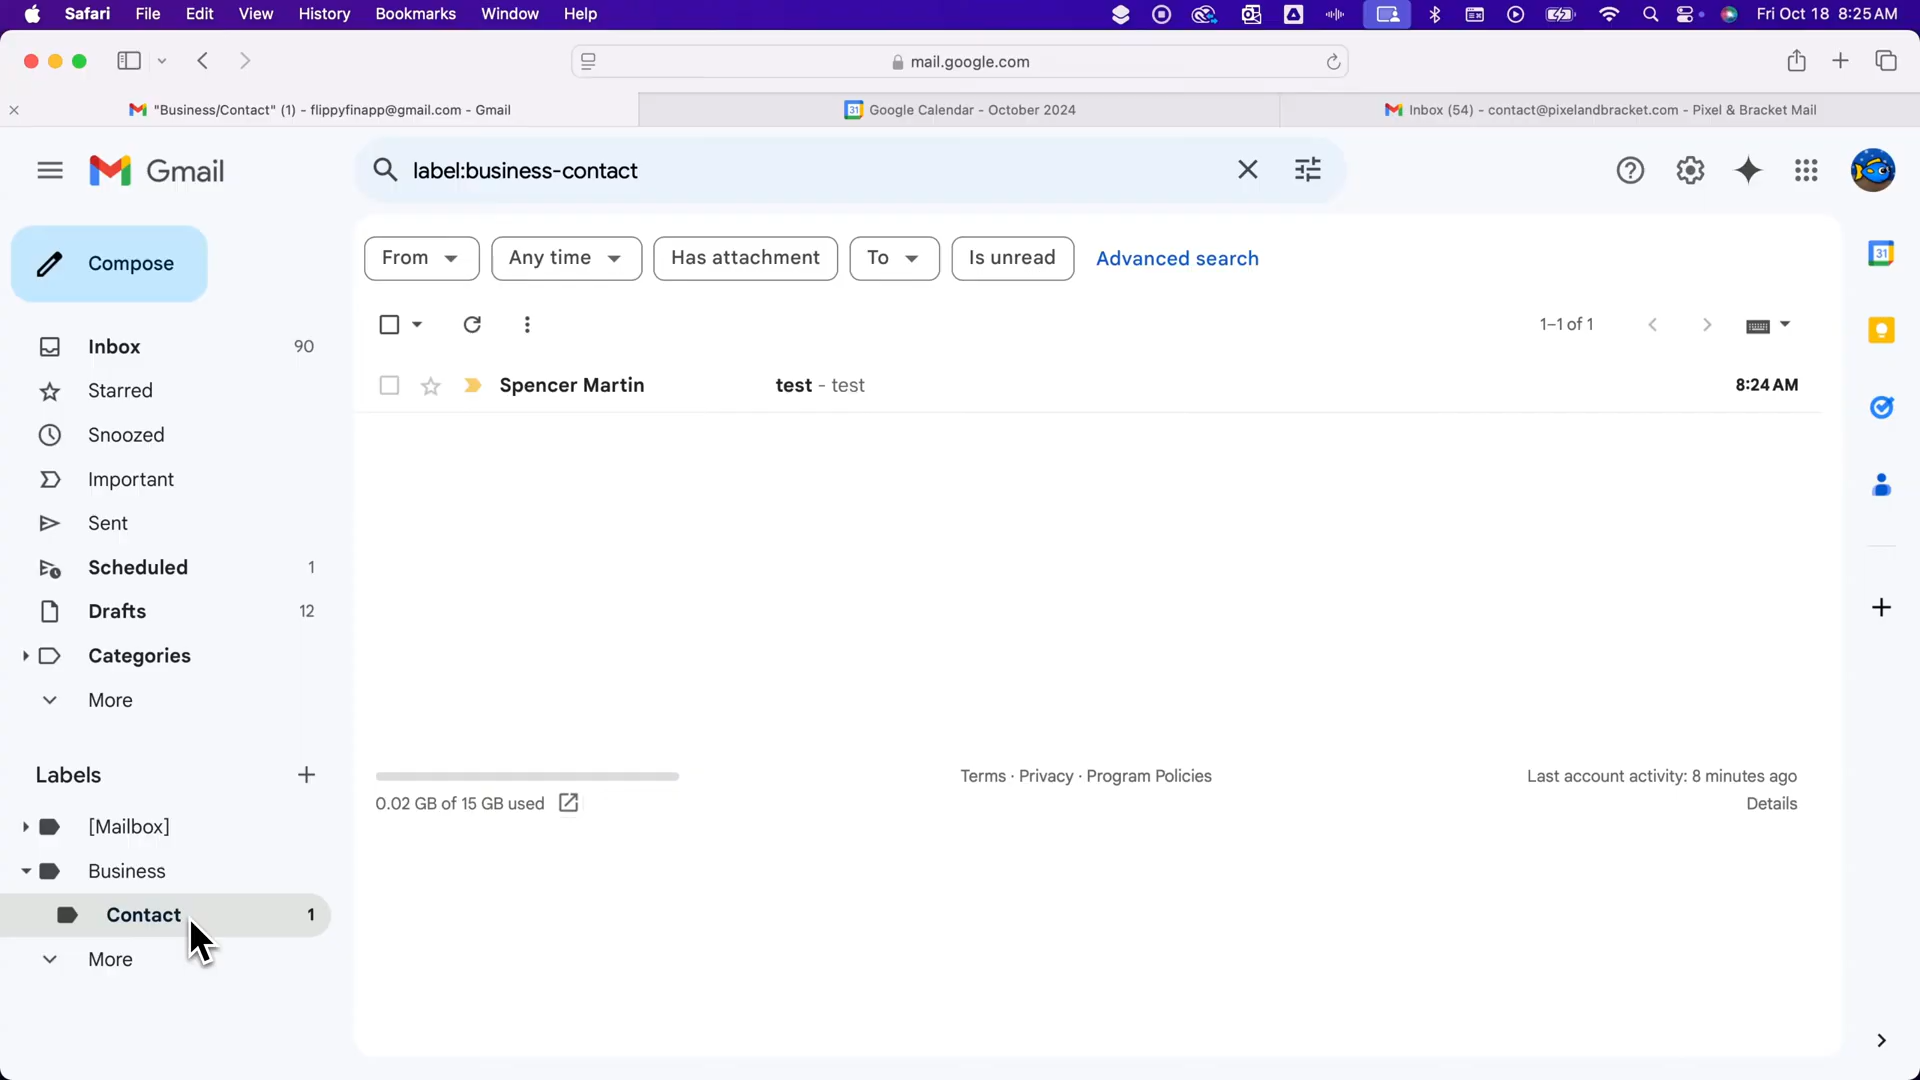 Safari File Edit View History Bookmarks Window Help Fri Oct 18 8:25 AM
mail.google.com
"Business/Contact" (1) - flippyfinapp@gmail.com - Gmail
31 Google Calendar - October 2024
Inbox (54) - contact@pixelandbracket.com - Pixel & Bracket Mail
Gmail
label:business-contact
Compose
From Any time Has attachment To Is unread Advanced search
31
1–1 of 1
Inbox 90
Starred
Snoozed
Important
Sent
Scheduled 1
Drafts 12
Categories
More
Spencer Martin test - test 8:24 AM
Labels
[Mailbox]
Business
Contact 1
More
0.02 GB of 15 GB used
Terms · Privacy · Program Policies
Last account activity: 8 minutes ago
Details